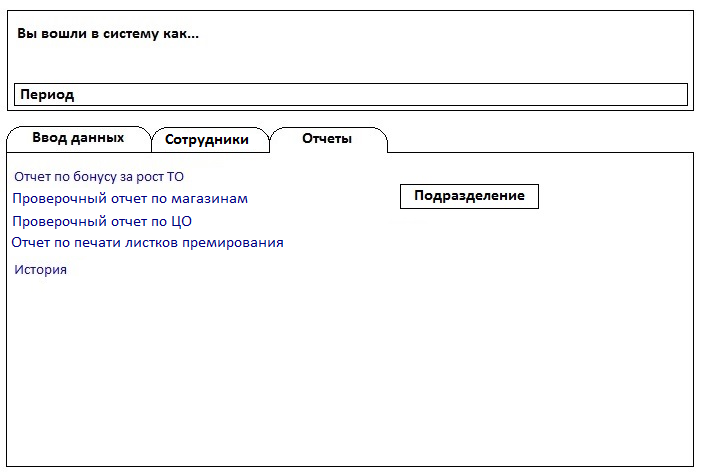 Вы вошли в систему как...
Период
Ввод данных
Сотрудники
Отчеты
Отчет по бонусу за рост ТО
Проверочный отчет по магазинам
Подразделение
Проверочный отчет по ЦО
Отчет по печати листков премирования
История